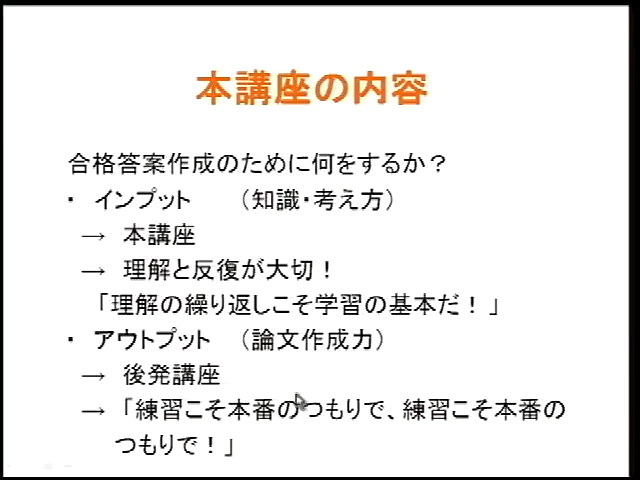 本講座の内容
合格答案作成のために何をするか？
・ インプット （知識・考え方）
→ 本講座
→ 理解と反復が大切！
「理解の繰り返しこそ学習の基本だ！」
・ アウトプット （論文作成力）
→ 後発講座
→ 「練習こそ本番のつもりで、練習こそ本番の
つもりで！」